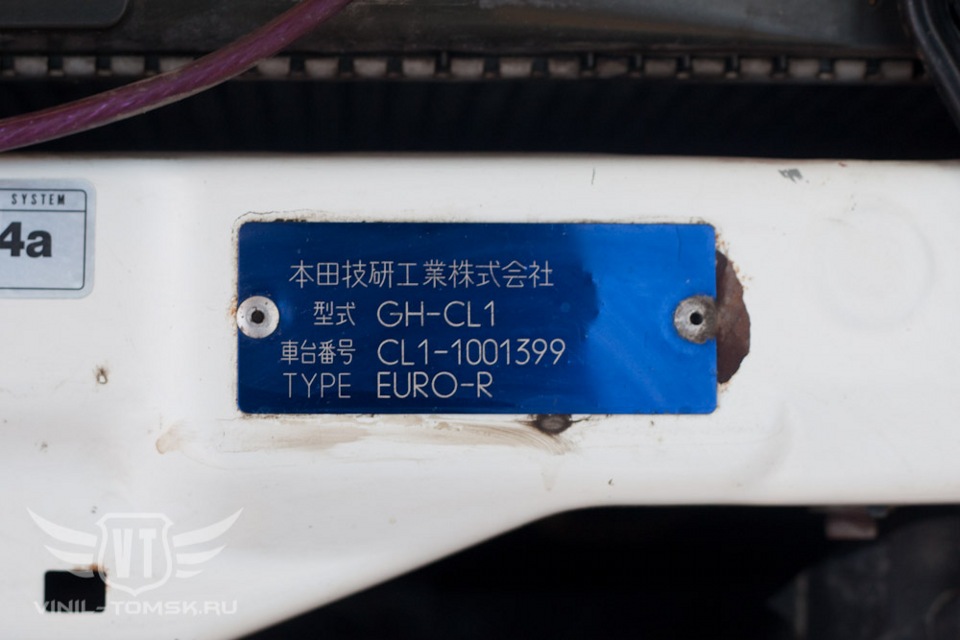 SYSTEM
4a
本田技研工業株式会社
型式 GH-CL1
車台番号 CL1-1001399
TYPE EURO-R
VT
VINIL-TOMSK.RU